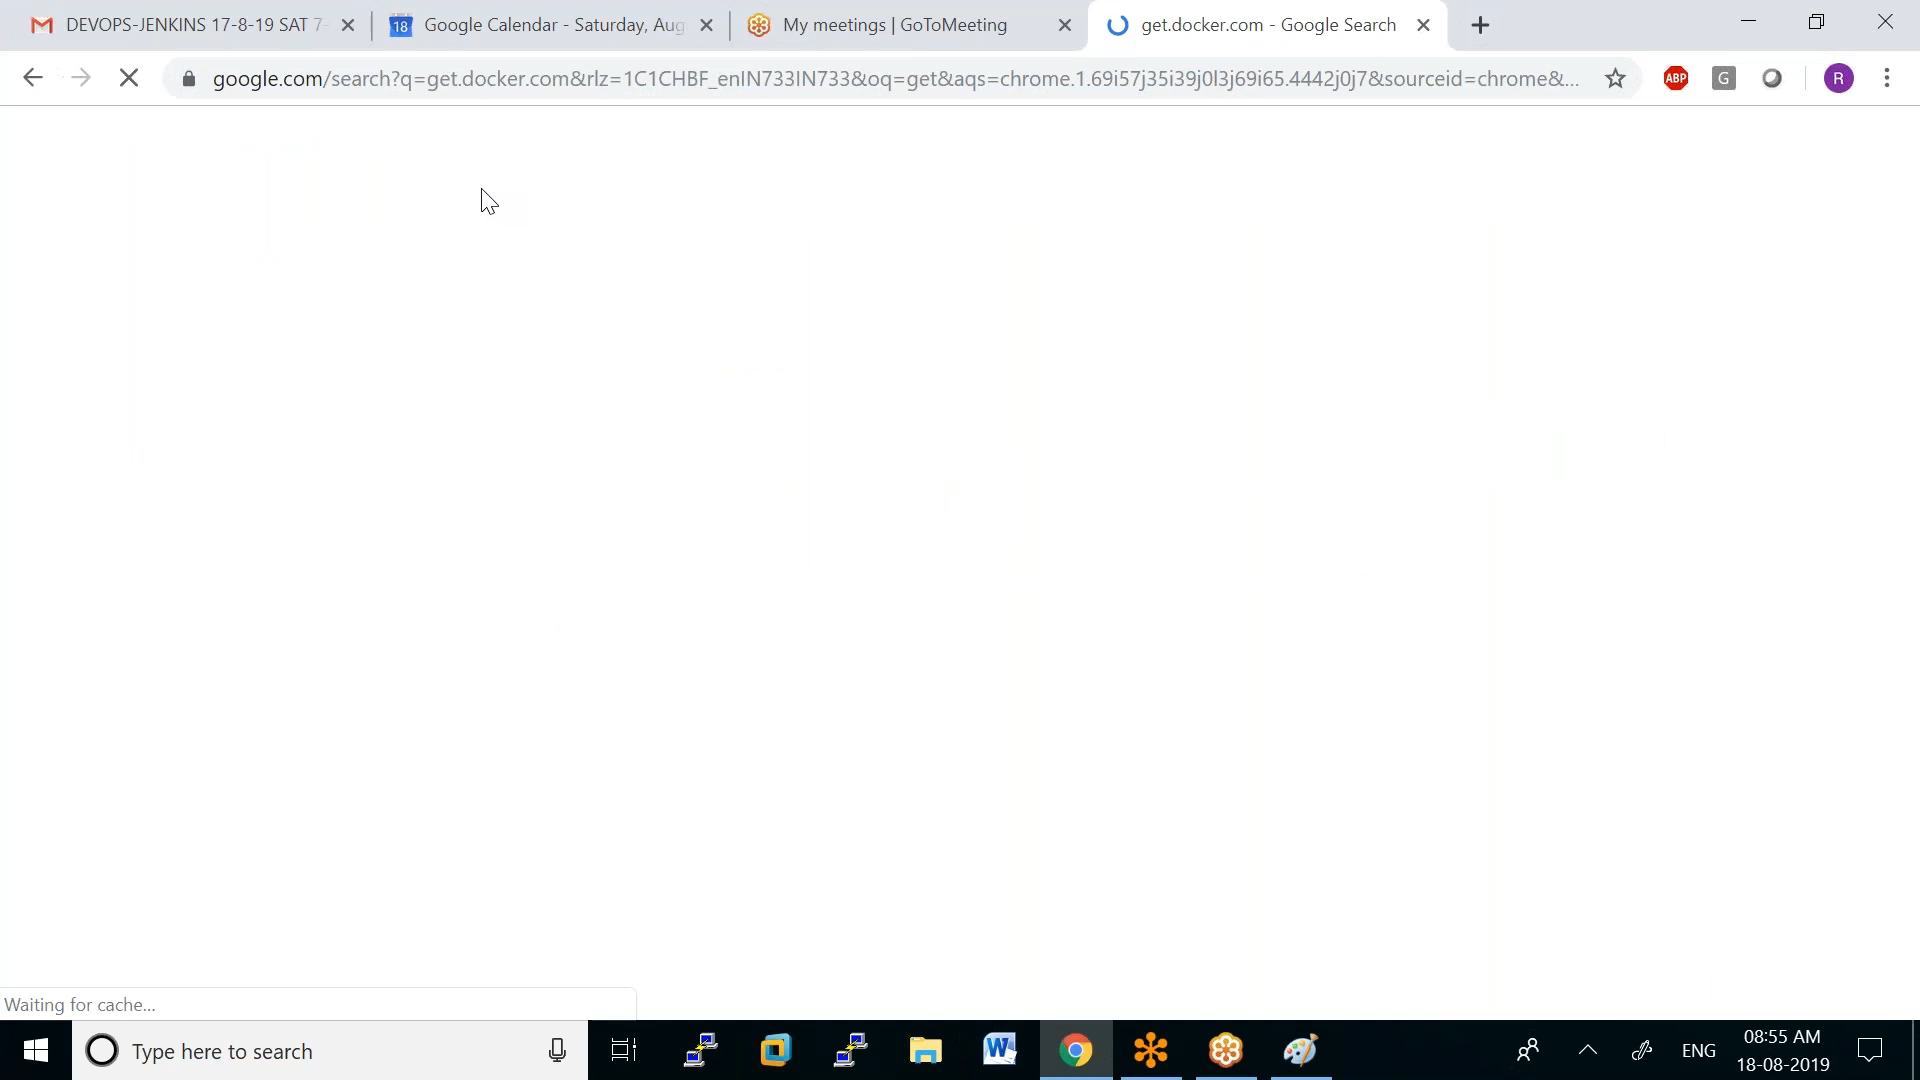 DEVOPS-JENKINS 17-8-19 SAT 7-
18
Google Calendar - Saturday, Aug
My meetings | GoToMeeting
get.docker.com - Google Search
google.com/search?q=get.docker.com&rlz=1C1CHBF_enIN733IN733&oq=get&aqs=chrome.1.69i57j35i39j0l3j69i65.4442j0j7&sourceid=chrome&...
ABP
G
R
Waiting for cache...
Type here to search
W
ENG
08:55 AM
18-08-2019